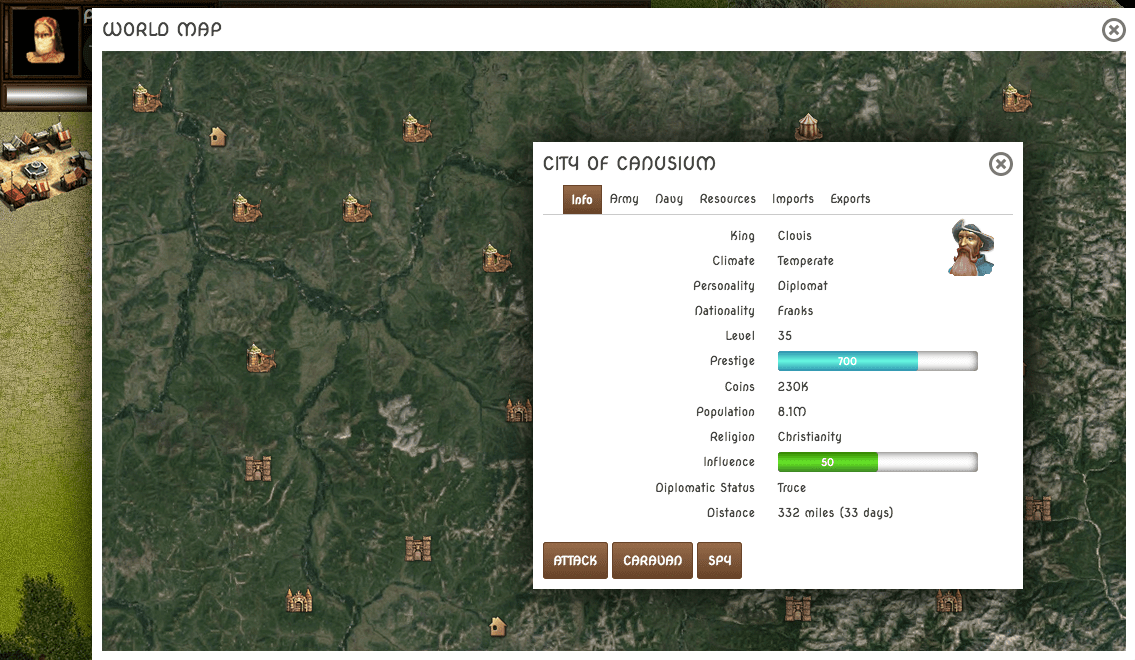 WORLD MAP
CITY OF CANUSIUM
Info Army Navy Resources Imports Exports
King Clovis
Climate Temperate
Personality Diplomat
Nationality Franks
Level 35
Prestige 700
Coins 230K
Population 8.1M
Religion Christianity
Influence 50
Diplomatic Status Truce
Distance 332 miles (33 days)
ATTACK CARAVAN SPY